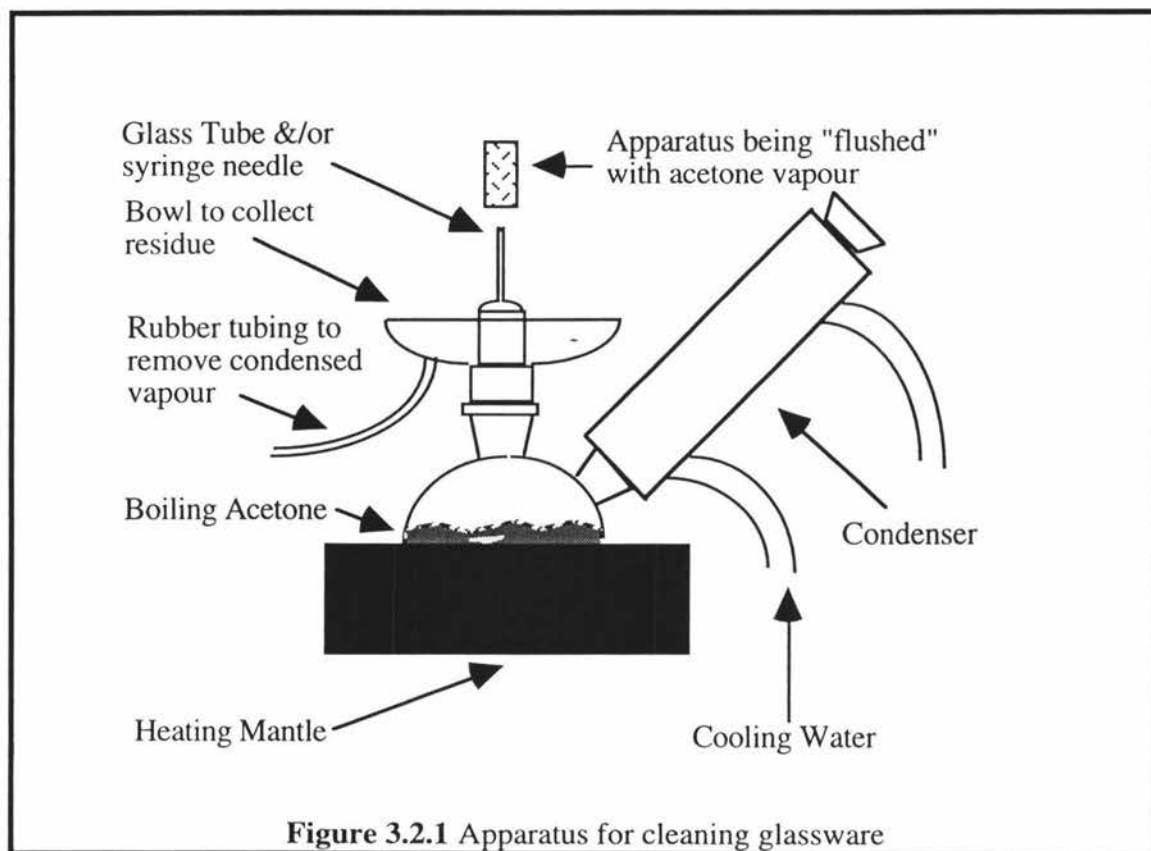 Glass Tube &/or
syringe needle
Apparatus being "flushed"
with acetone vapour
Bowl to collect
residue
Rubber tubing to
remove condensed
vapour
Boiling Acetone
Condenser
Heating Mantle
Cooling Water
Figure 3.2.1 Apparatus for cleaning glassware